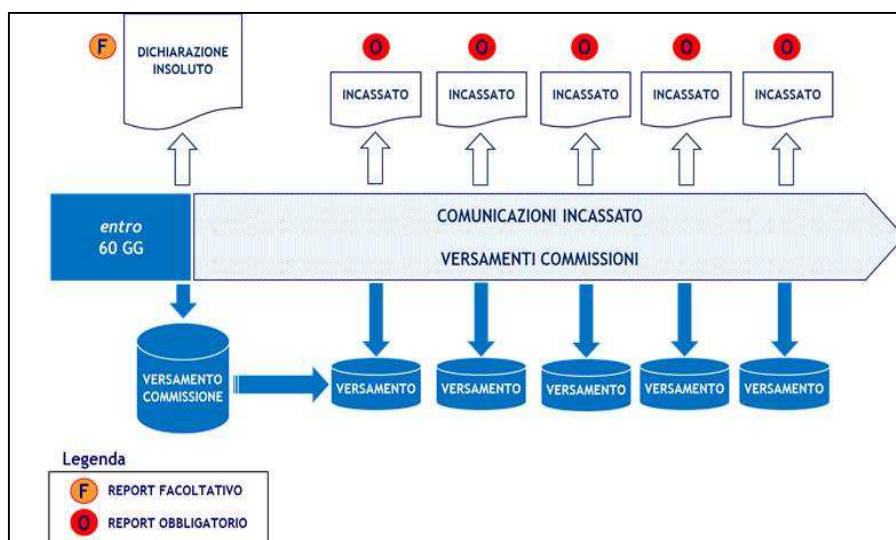 F
DICHIARAZIONE
INSOLUTO
O
O
O
O
O
INCASSATO
INCASSATO
INCASSATO
INCASSATO
INCASSATO
entro
60 GG
COMUNICAZIONI INCASSATO
VERSAMENTI COMMISSIONI
VERSAMENTO
COMMISSIONE
VERSAMENTO
VERSAMENTO
VERSAMENTO
VERSAMENTO
VERSAMENTO
Legenda
F REPORT FACOLTATIVO
O REPORT OBBLIGATORIO